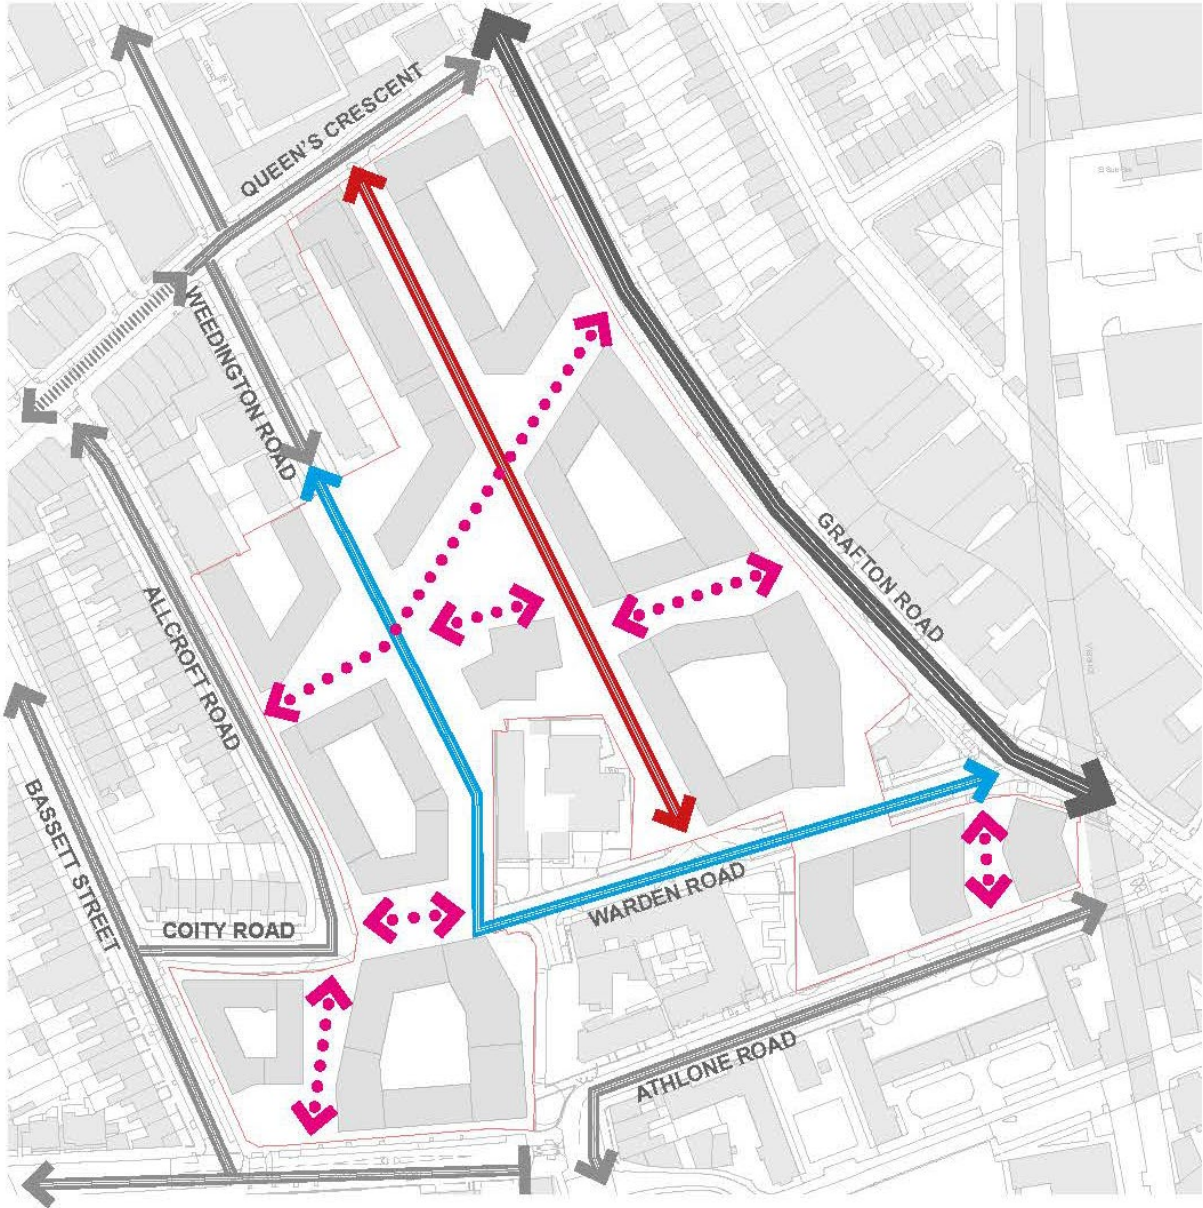 QUEEN'S CRESCENT
WEEDINGTON ROAD
GRAFTON ROAD
ALLCROFT ROAD
BASSETT STREET
COITY ROAD
WARDEN ROAD
ATHLONE ROAD